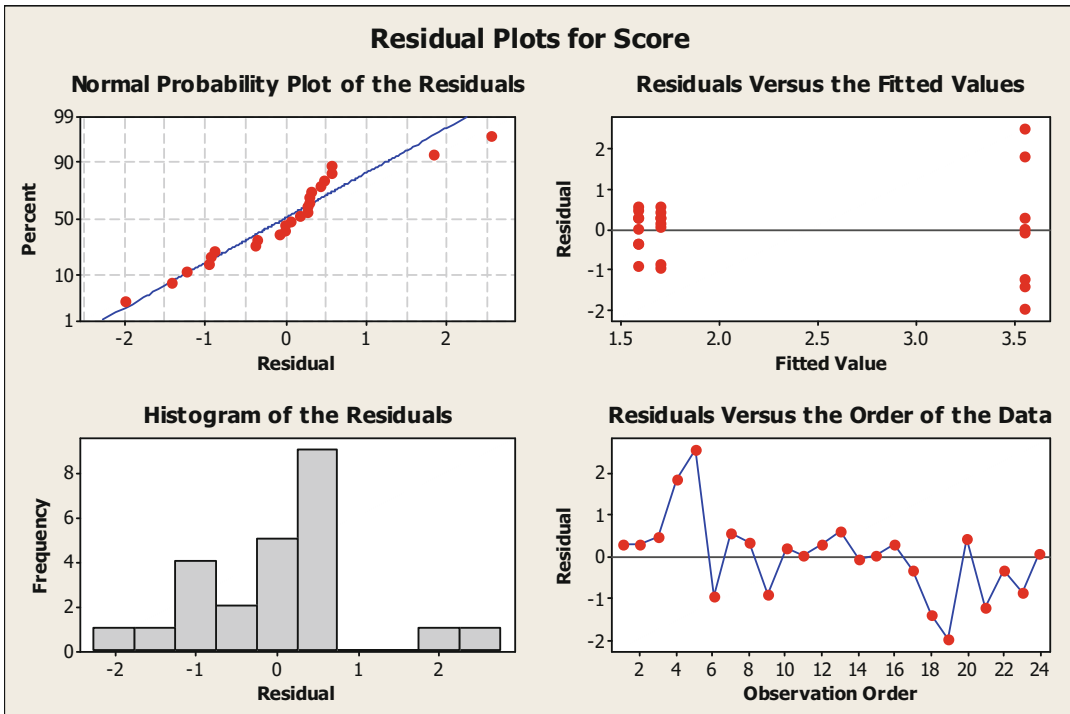 Residual Plots for Score
Normal Probability Plot of the Residuals
99
90
50
10
1
Percent
-2 -1 0 1 2
Residual
Residuals Versus the Fitted Values
2
1
0
-1
-2
Residual
1.5 2.0 2.5 3.0 3.5
Fitted Value
Histogram of the Residuals
8
6
4
2
0
Frequency
-2 -1 0 1 2
Residual
Residuals Versus the Order of the Data
2
1
0
-1
-2
Residual
2 4 6 8 10 12 14 16 18 20 22 24
Observation Order